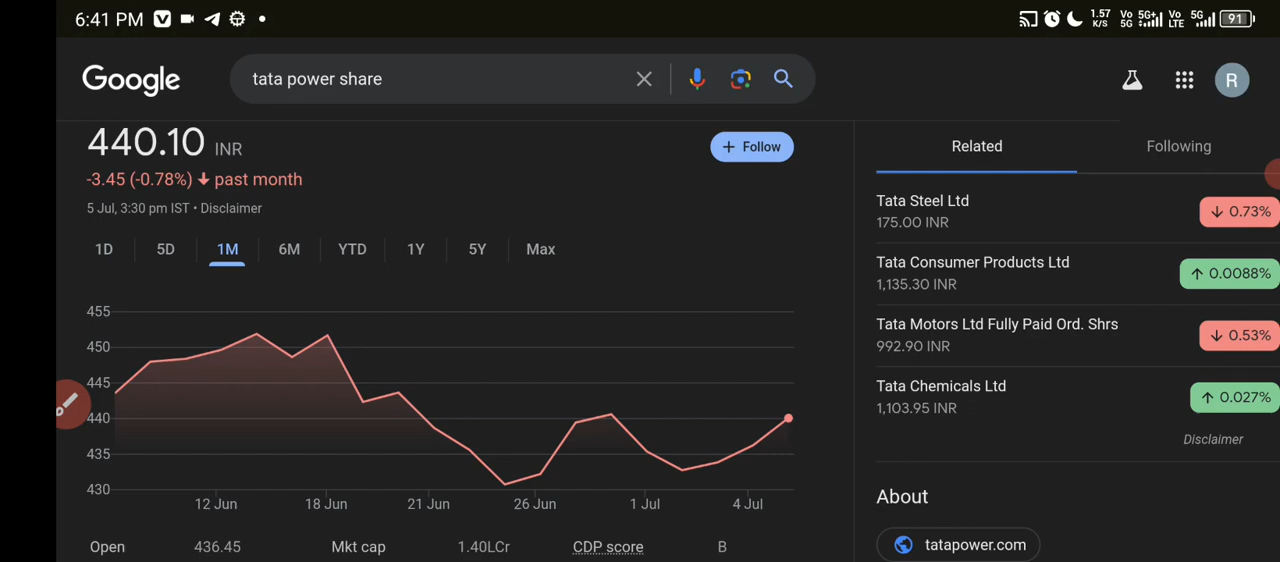 6:41 PM
1.57 K/S Vo 5G 5G+ Vo LTE 5G 91
Google
tata power share
R
440.10 INR
+ Follow
-3.45 (-0.78%) ↓ past month
5 Jul, 3:30 pm IST • Disclaimer
1D 5D 1M 6M YTD 1Y 5Y Max
455
450
445
440
435
430
12 Jun 18 Jun 21 Jun 26 Jun 1 Jul 4 Jul
Open 436.45 Mkt cap 1.40LCr CDP score B
Related Following
Tata Steel Ltd
175.00 INR
↓ 0.73%
Tata Consumer Products Ltd
1,135.30 INR
↑ 0.0088%
Tata Motors Ltd Fully Paid Ord. Shrs
992.90 INR
↓ 0.53%
Tata Chemicals Ltd
1,103.95 INR
↑ 0.027%
Disclaimer
About
tatapower.com